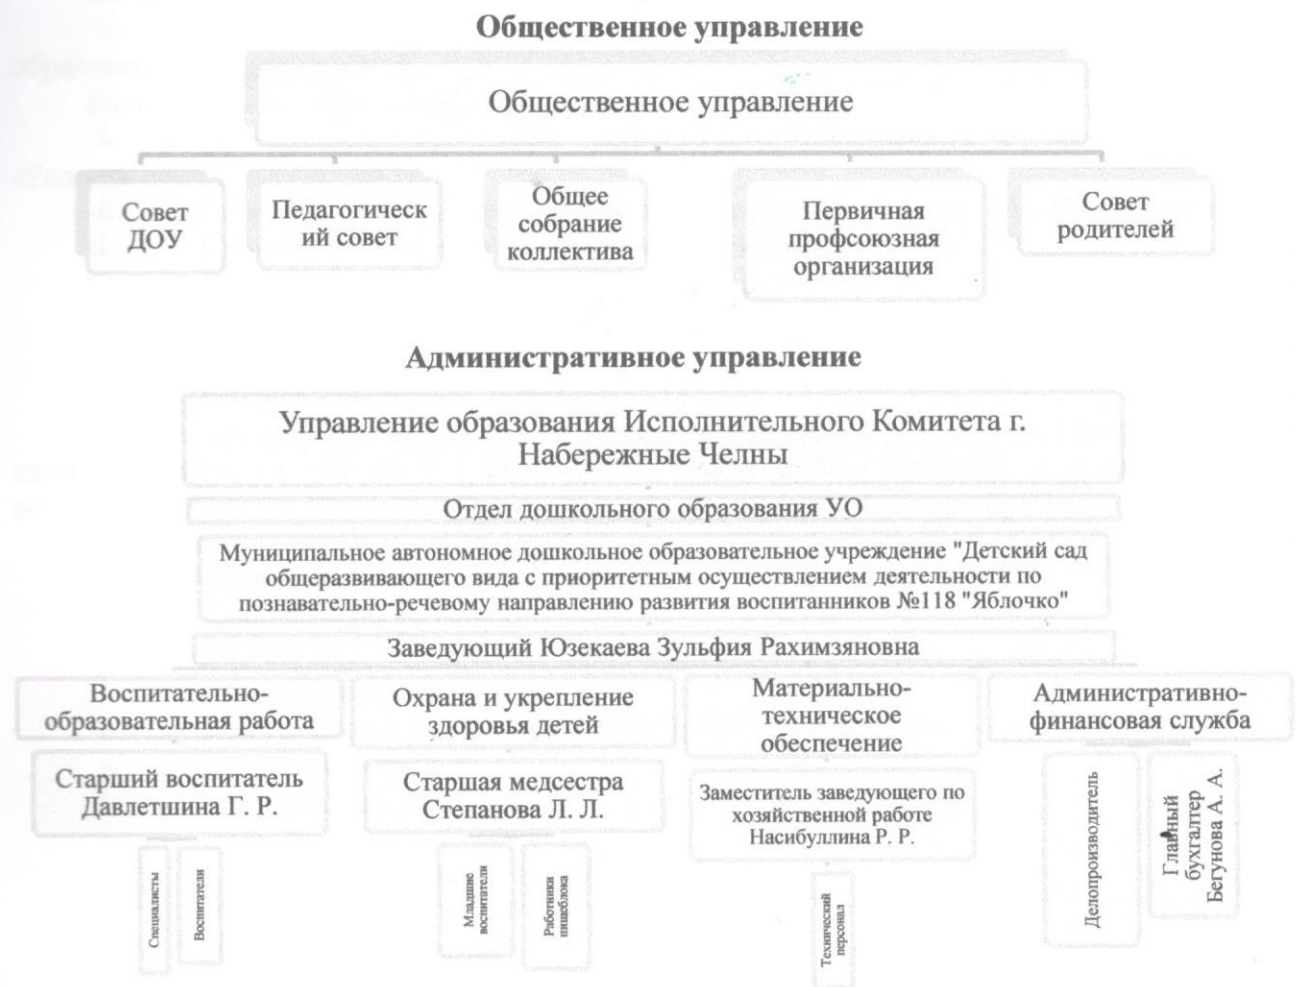 Общественное управление
Общественное управление
Совет
ДОУ
Педагогическ
ий совет
Общее
собрание
коллектива
Первичная
профсоюзная
организация
Совет
родителей
Административное управление
Управление образования Исполнительного Комитета г.
Набережные Челны
Отдел дошкольного образования УО
Муниципальное автономное дошкольное образовательное учреждение "Детский сад
общеразвивающего вида с приоритетным осуществлением деятельности по
познавательно-речевому направлению развития воспитанников №118 "Яблочко"
Заведующий Юзекаева Зульфия Рахимзяновна
Воспитательно-
образовательная работа
Старший воспитатель
Давлетшина Г. Р.
Специалисты
Воспитатели
Охрана и укрепление
здоровья детей
Старшая медсестра
Степанова Л. Л.
Младшие
воспитатели
Работники
пищеблока
Материально-
техническое
обеспечение
Заместитель заведующего по
хозяйственной работе
Насибуллина Р. Р.
Технический
персонал
Административно-
финансовая служба
Делопроизводитель
Главный
бухгалтер
Бегунова А. А.